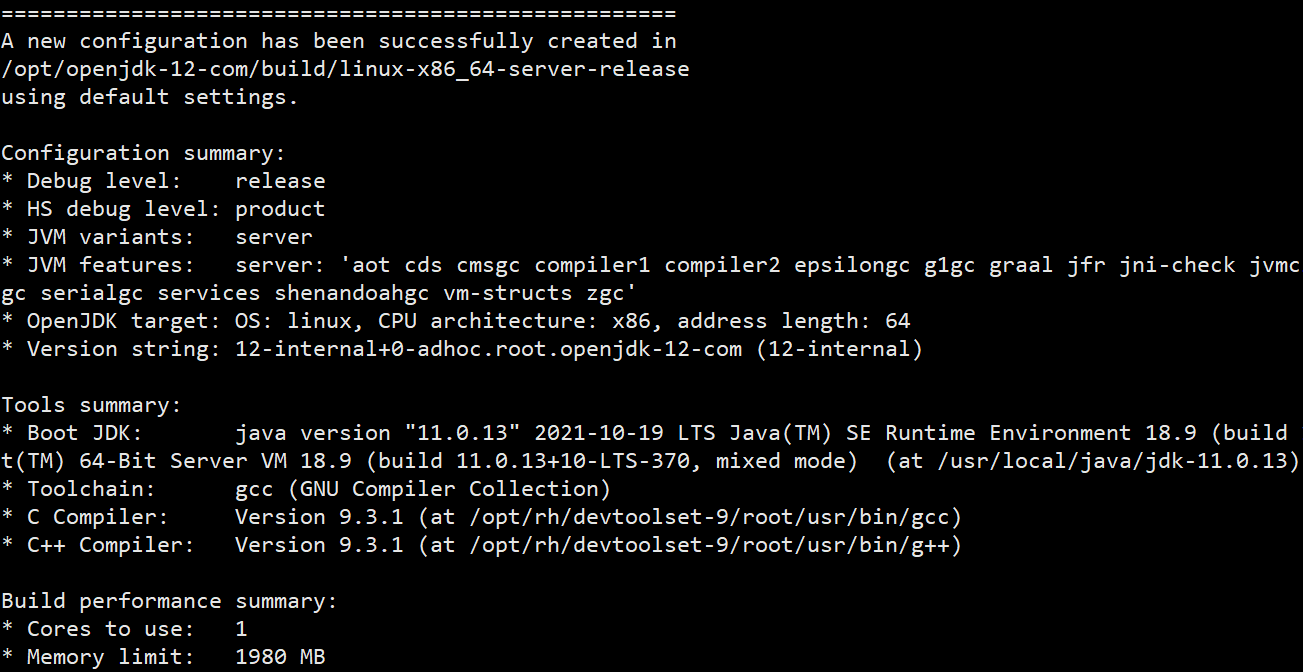 ====================================================
A new configuration has been successfully created in
/opt/openjdk-12-com/build/linux-x86_64-server-release
using default settings.

Configuration summary:
* Debug level:    release
* HS debug level: product
* JVM variants:   server
* JVM features:   server: 'aot cds cmsgc compiler1 compiler2 epsilongc g1gc graal jfr jni-check jvmc
gc serialgc services shenandoahgc vm-structs zgc'
* OpenJDK target: OS: linux, CPU architecture: x86, address length: 64
* Version string: 12-internal+0-adhoc.root.openjdk-12-com (12-internal)

Tools summary:
* Boot JDK:       java version "11.0.13" 2021-10-19 LTS Java(TM) SE Runtime Environment 18.9 (build
t(TM) 64-Bit Server VM 18.9 (build 11.0.13+10-LTS-370, mixed mode)  (at /usr/local/java/jdk-11.0.13)
* Toolchain:      gcc (GNU Compiler Collection)
* C Compiler:     Version 9.3.1 (at /opt/rh/devtoolset-9/root/usr/bin/gcc)
* C++ Compiler:   Version 9.3.1 (at /opt/rh/devtoolset-9/root/usr/bin/g++)

Build performance summary:
* Cores to use:   1
* Memory limit:   1980 MB